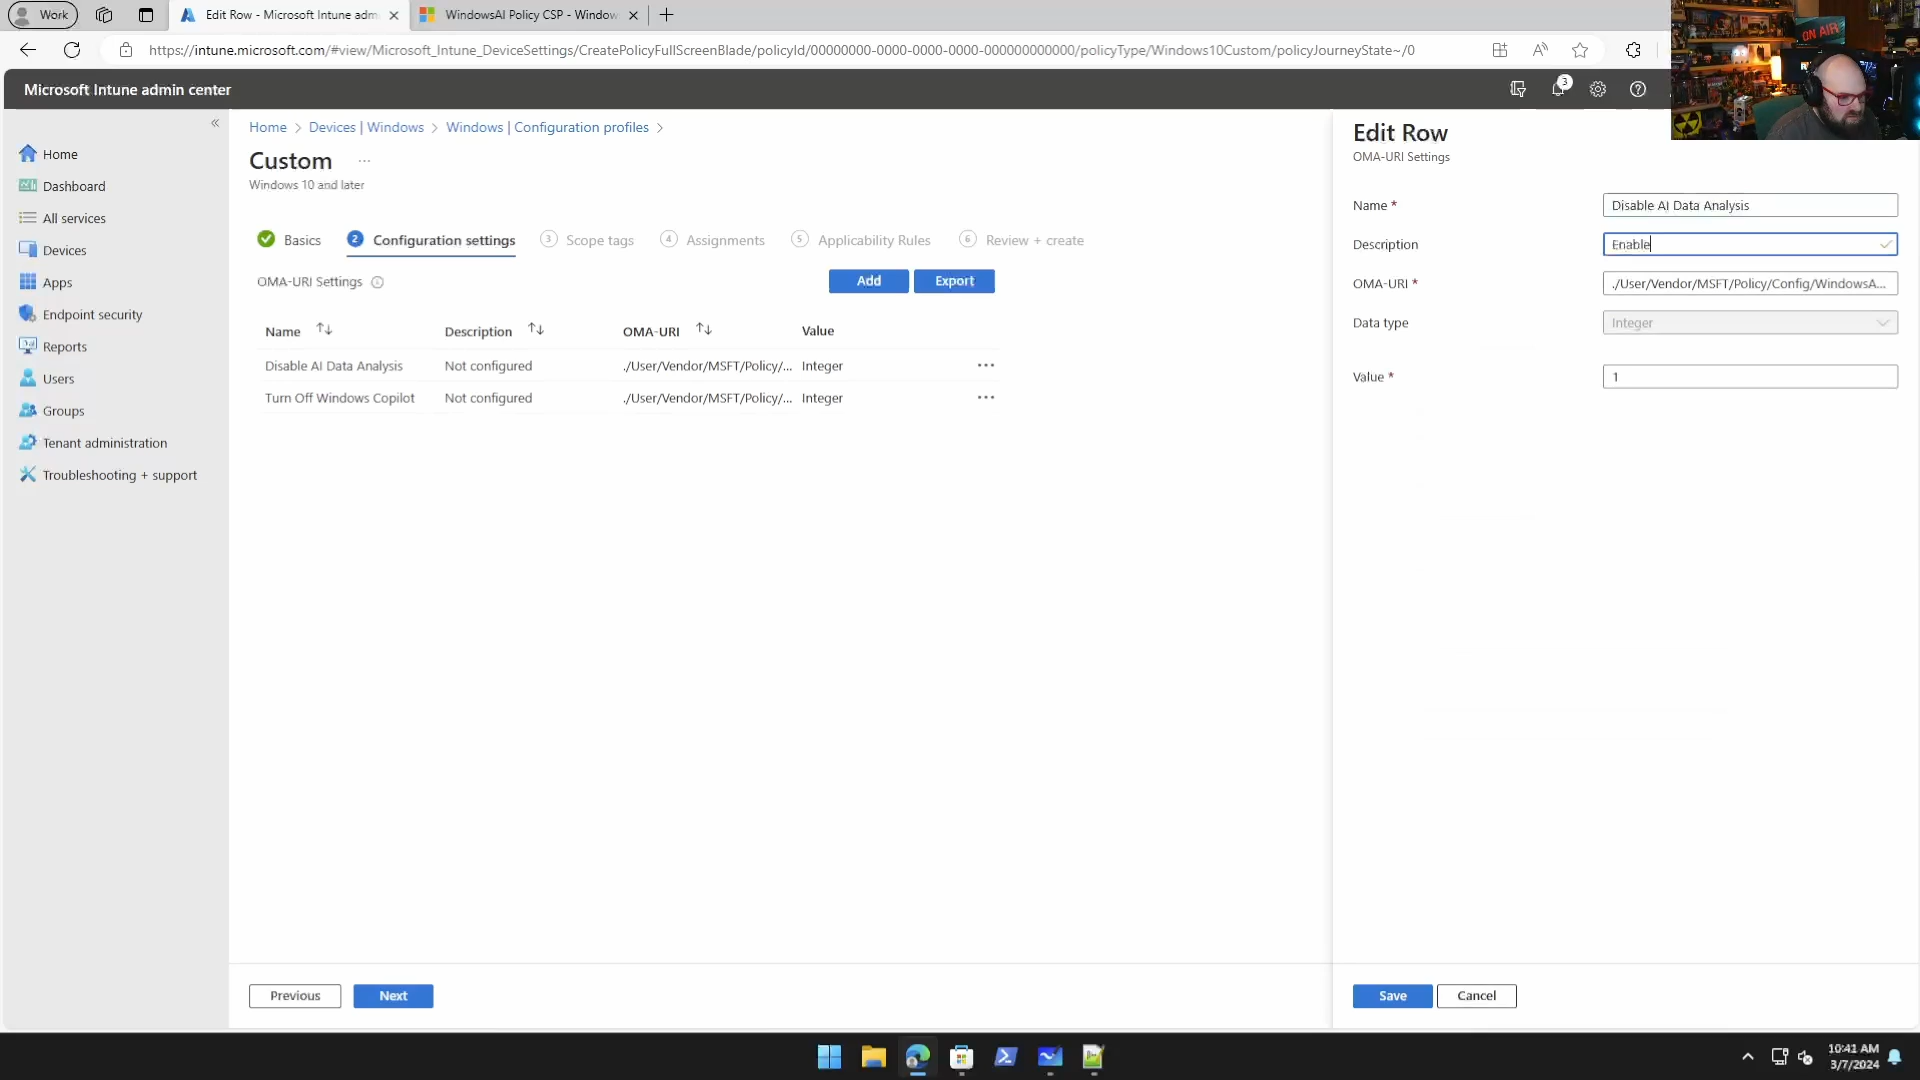 Work
Edit Row - Microsoft Intune adm
WindowsAI Policy CSP - Window
https://intune.microsoft.com/#view/Microsoft_Intune_DeviceSettings/CreatePolicyFullScreenBlade/policyId/00000000-0000-0000-0000-000000000000/policyType/Windows10Custom/policyJourneyState~/0
ON AIR
Microsoft Intune admin center
3
Home
Dashboard
All services
Devices
Apps
Endpoint security
Reports
Users
Groups
Tenant administration
Troubleshooting + support
Home > Devices | Windows > Windows | Configuration profiles >
Custom ...
Windows 10 and later
Basics
2 Configuration settings
3 Scope tags
4 Assignments
5 Applicability Rules
6 Review + create
OMA-URI Settings
Add
Export
Name Description OMA-URI Value
Disable AI Data Analysis Not configured ./User/Vendor/MSFT/Policy/... Integer ...
Turn Off Windows Copilot Not configured ./User/Vendor/MSFT/Policy/... Integer ...
Previous
Next
Edit Row
OMA-URI Settings
Name * Disable AI Data Analysis
Description Enable
OMA-URI * ./User/Vendor/MSFT/Policy/Config/WindowsA...
Data type Integer
Value * 1
Save
Cancel
10:41 AM
3/7/2024